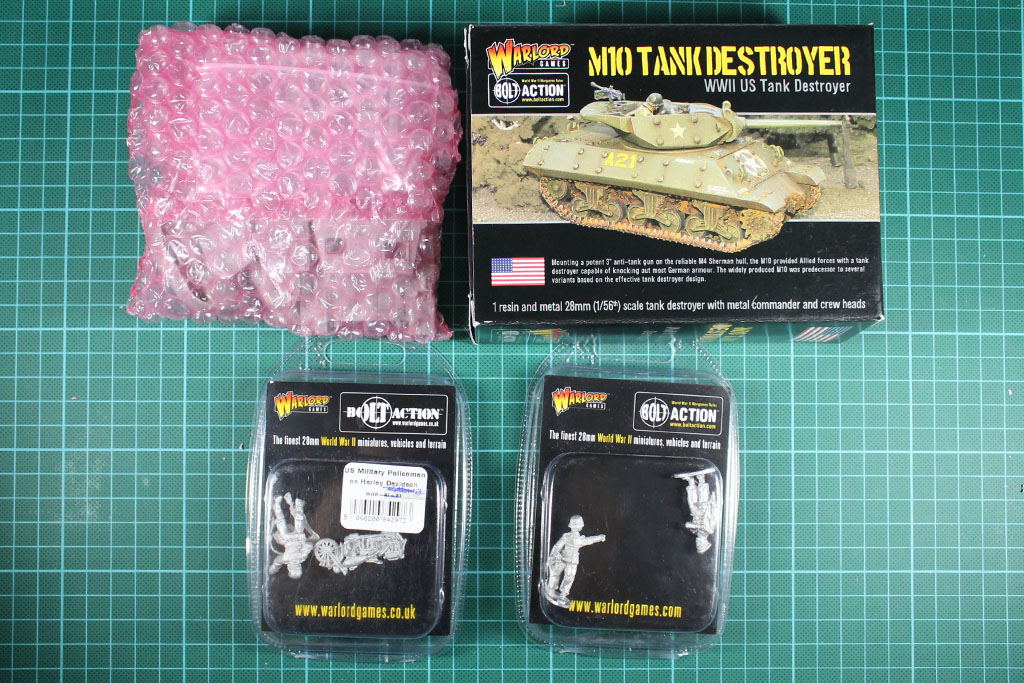 WARLORD
GAMES
World War II Wargames Rules
BOLT ACTION
www.boltaction.com
M10 TANK DESTROYER
WWII US Tank Destroyer
A21
Mounting a potent 3" anti-tank gun on the reliable M4 Sherman hull, the M10 provided Allied forces with a tank
destroyer capable of knocking out most German armour. The widely produced M10 was predecessor to several
variants based on the effective tank destroyer design.
1 resin and metal 28mm (1/56th) scale tank destroyer with metal commander and crew heads
WARLORD
GAMES
BOLT ACTION
www.warlordgames.co.uk
The finest 28mm World War II miniatures, vehicles and terrain
US Military Policeman
on Harley Davidson
www.warlordgames.co.uk
WARLORD
GAMES
World War II Wargames Rules
BOLT ACTION
www.boltaction.com
The finest 28mm World War II miniatures, vehicles and terrain
www.warlordgames.com